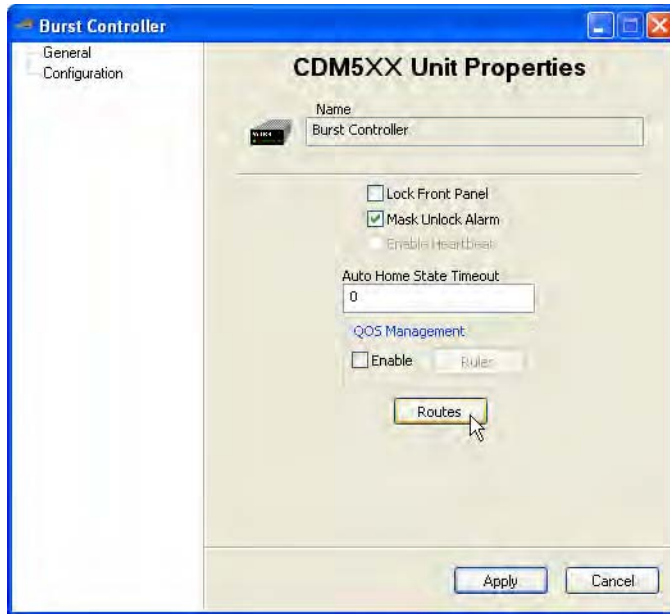 Burst Controller
General
Configuration
CDM5XX Unit Properties
Name
Burst Controller
Lock Front Panel
Mask Unlock Alarm
Enable Heartbeat
Auto Home State Timeout
0
QOS Management
Enable
Rules
Routes
Apply
Cancel